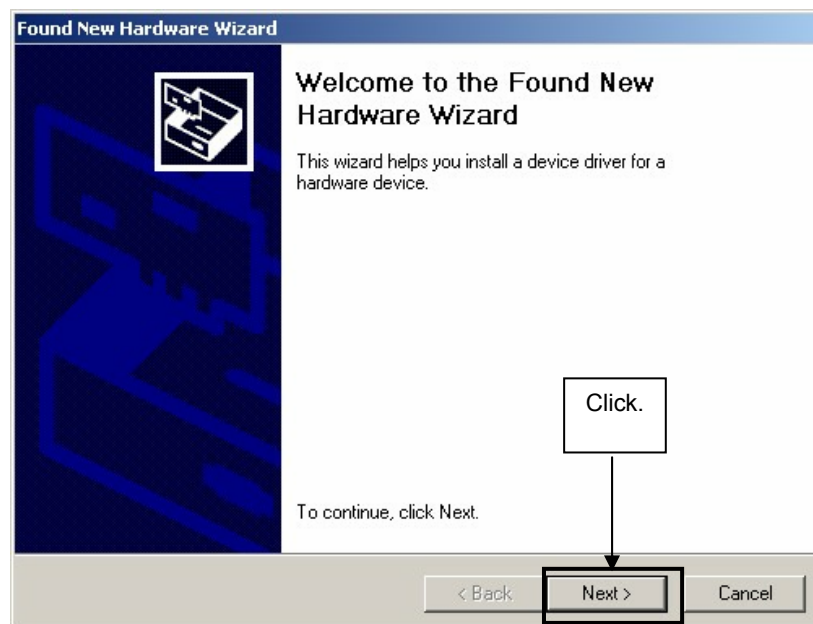 Found New Hardware Wizard
Welcome to the Found New
Hardware Wizard
This wizard helps you install a device driver for a
hardware device.
Click.
To continue, click Next.
< Back
Next >
Cancel